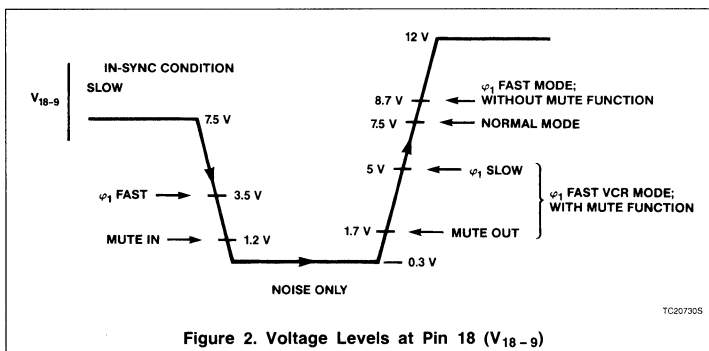 12 V
IN-SYNC CONDITION
SLOW
V18–9
φ1 FAST MODE;
WITHOUT MUTE FUNCTION
8.7 V
7.5 V
7.5 V
NORMAL MODE
5 V
φ1 SLOW
φ1 FAST
3.5 V
φ1 FAST VCR MODE;
WITH MUTE FUNCTION
MUTE IN
1.2 V
1.7 V
MUTE OUT
0.3 V
NOISE ONLY
TC20730S
Figure 2. Voltage Levels at Pin 18 (V18 – 9)